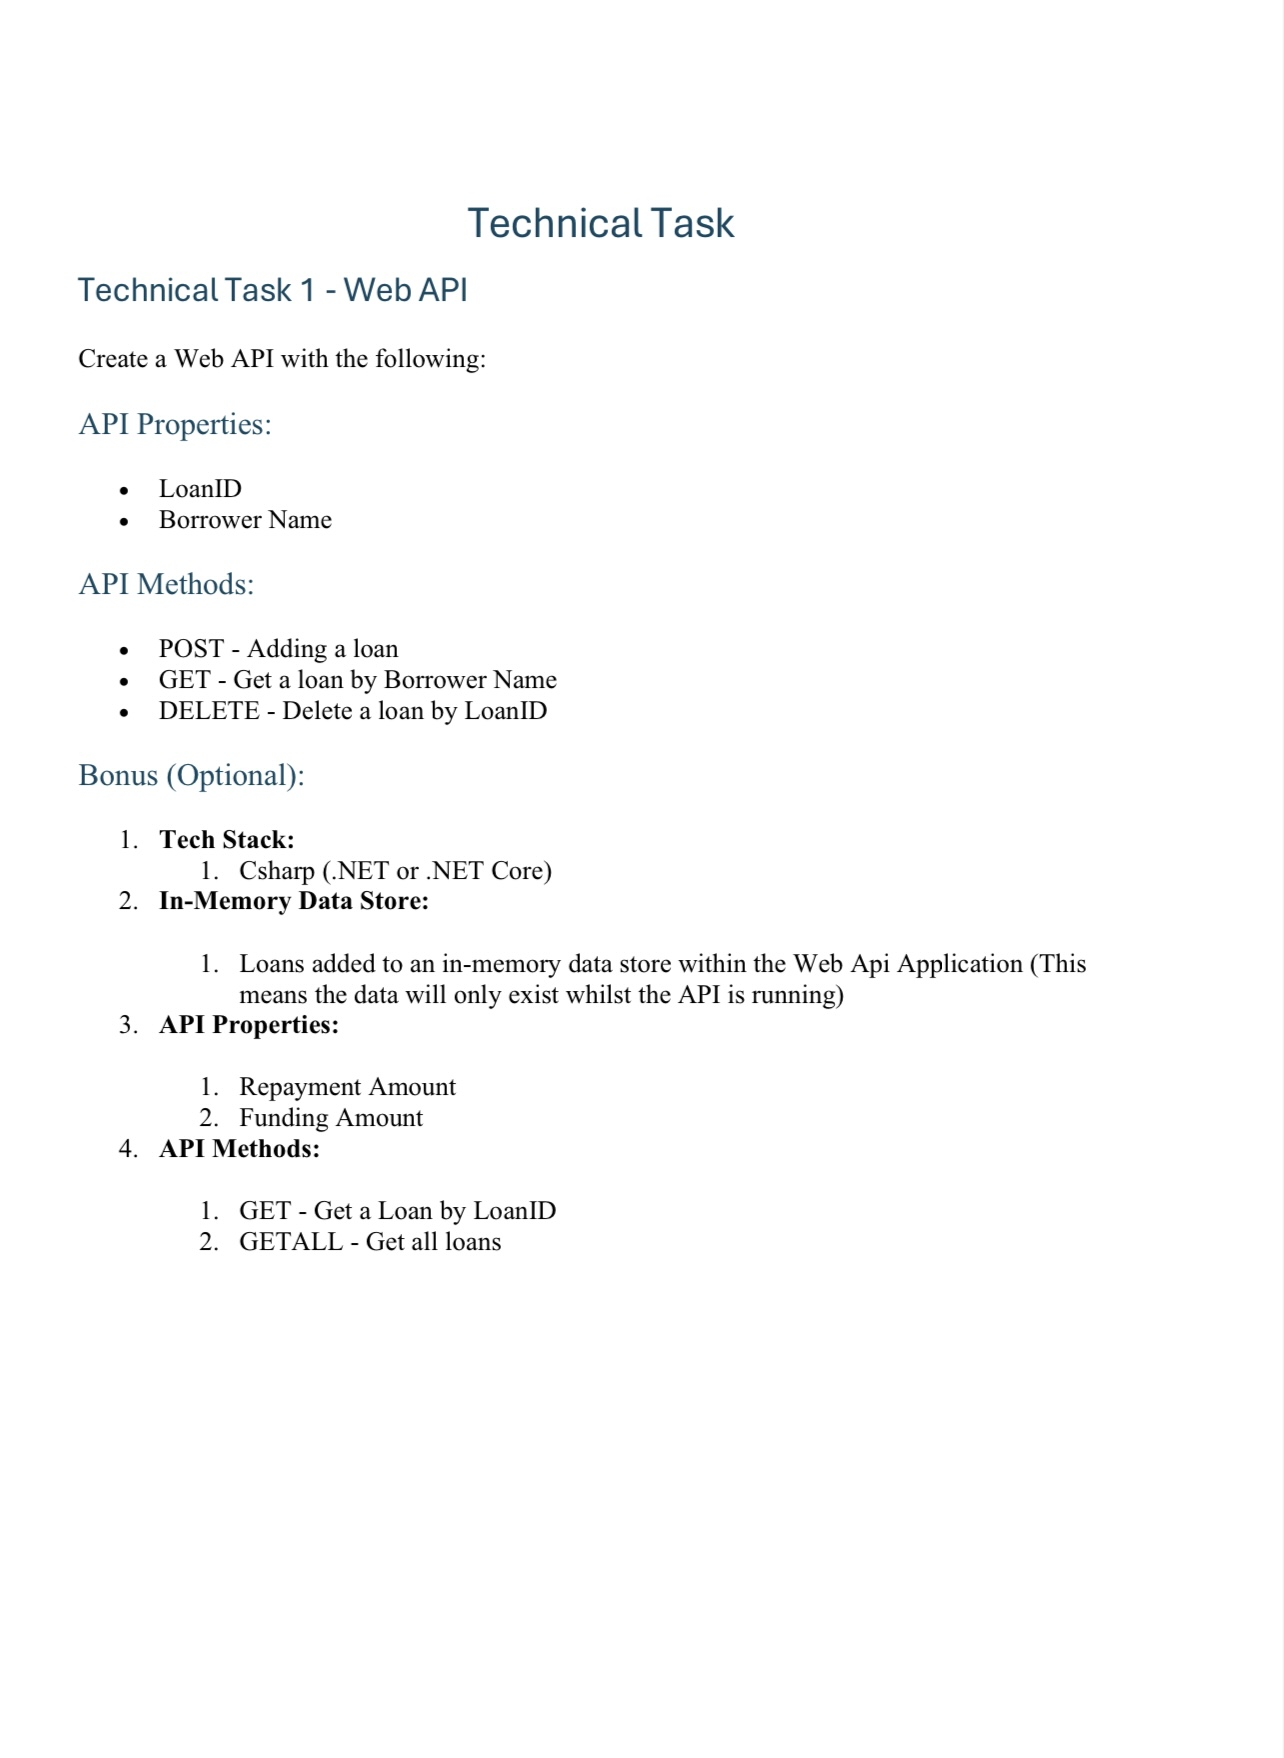 Technical Task
Technical Task 1 - Web API
Create a Web API with the following:
API Properties:
• LoanID
• Borrower Name
API Methods:
• POST - Adding a loan
• GET - Get a loan by Borrower Name
• DELETE - Delete a loan by LoanID
Bonus (Optional):
1. Tech Stack:
1. Csharp (.NET or .NET Core)
2. In-Memory Data Store:
1. Loans added to an in-memory data store within the Web Api Application (This
means the data will only exist whilst the API is running)
3. API Properties:
1. Repayment Amount
2. Funding Amount
4. API Methods:
1. GET - Get a Loan by LoanID
2. GETALL - Get all loans